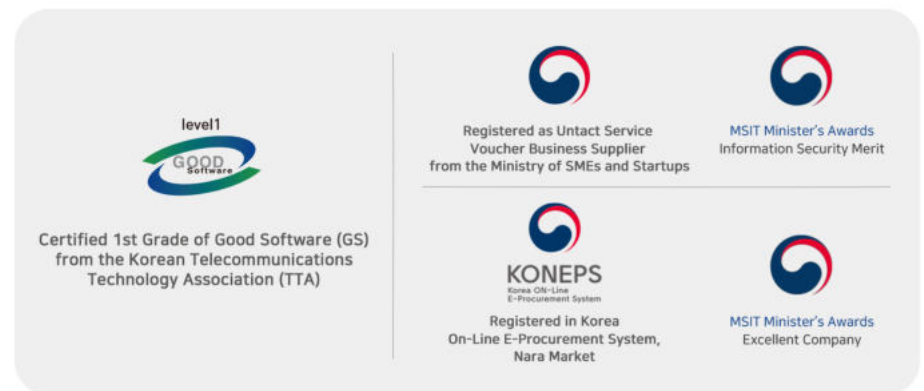 level1
GOOD
Software
Certified 1st Grade of Good Software (GS)
from the Korean Telecommunications
Technology Association (TTA)
Registered as Untact Service
Voucher Business Supplier
from the Ministry of SMEs and Startups
MSIT Minister's Awards
Information Security Merit
KONEPS
Korea ON-Line
E-Procurement System
Registered in Korea
On-Line E-Procurement System,
Nara Market
MSIT Minister's Awards
Excellent Company